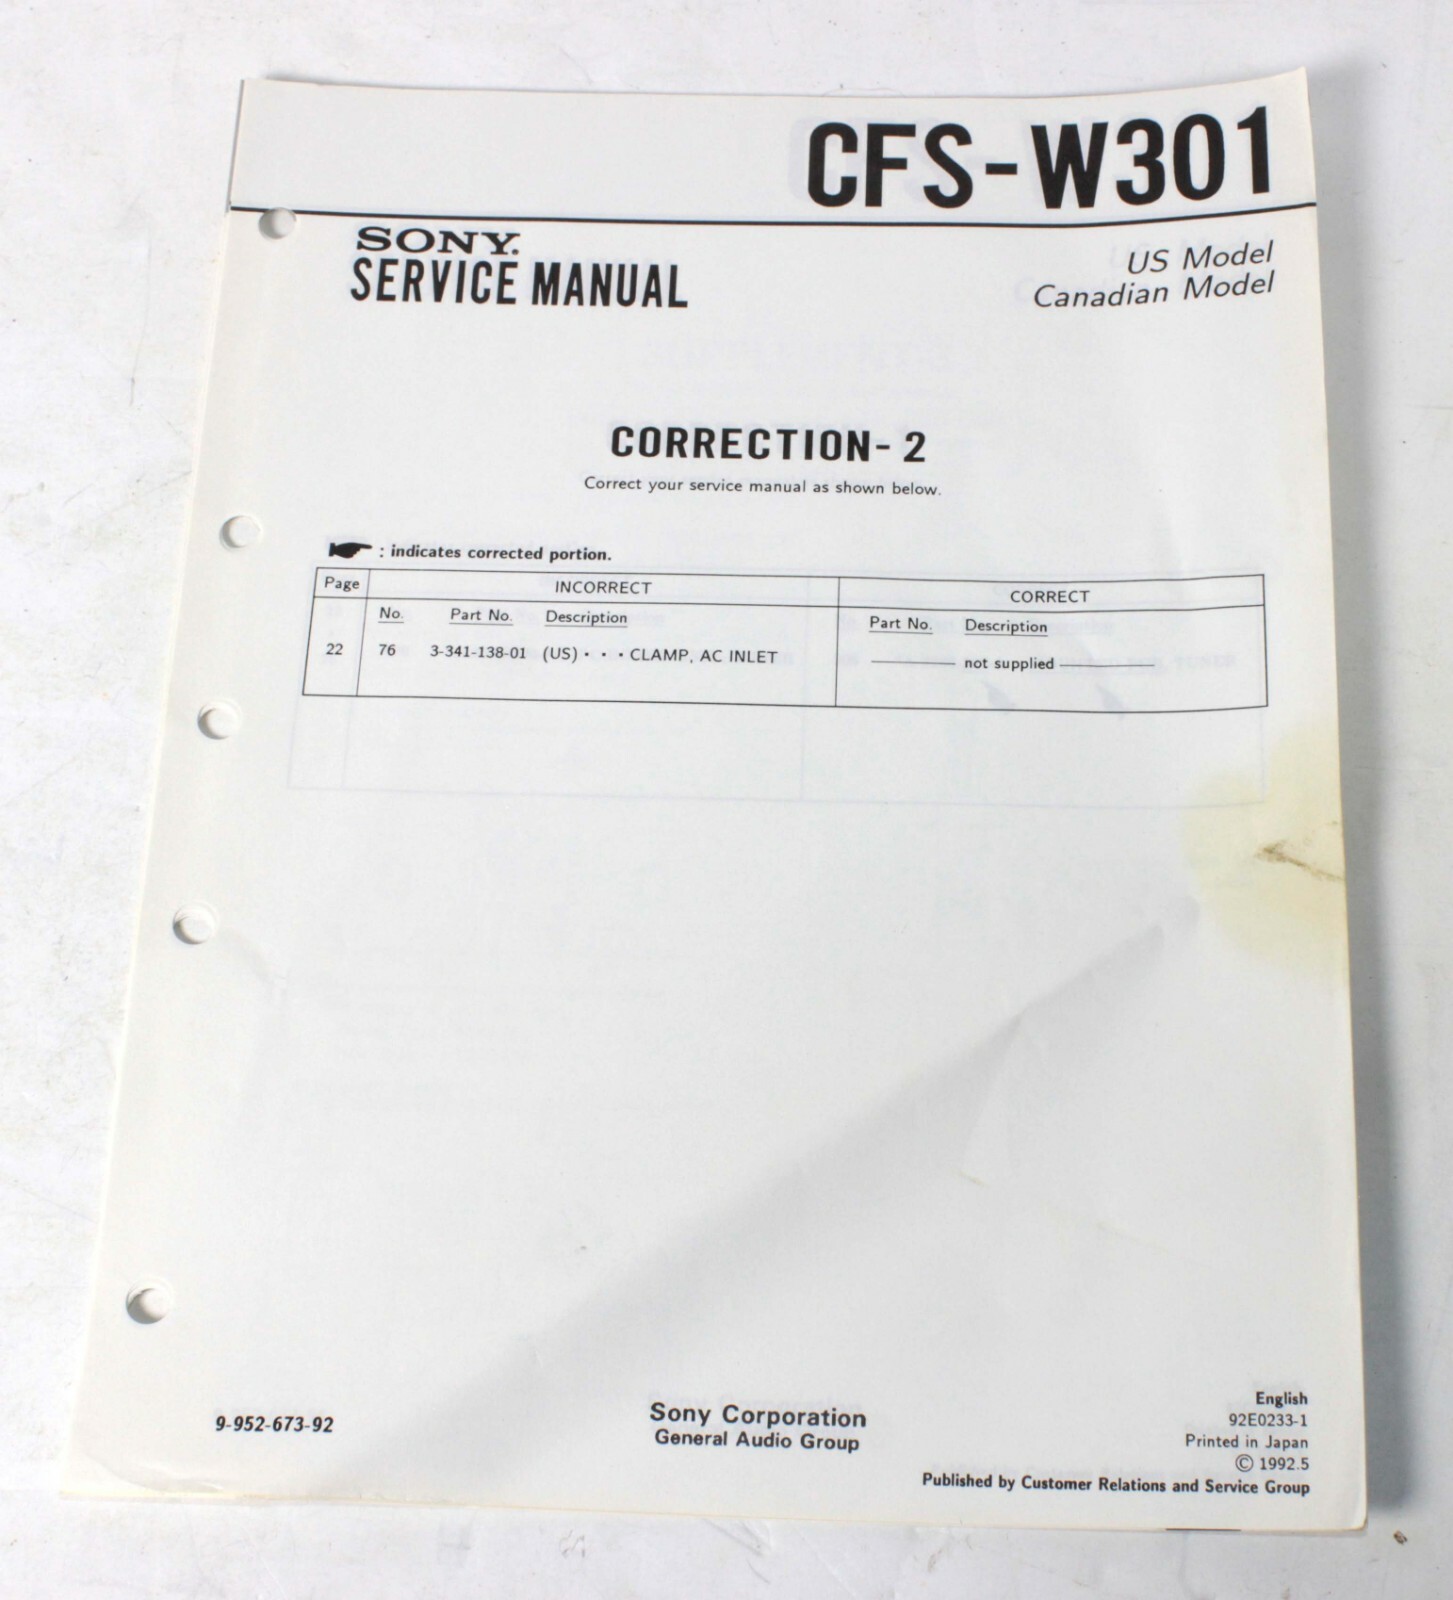 CFS-W301
SONY.
SERVICE MANUAL
US Model
Canadian Model
CORRECTION-2
Correct your service manual as shown below.
: indicates corrected portion.
Page INCORRECT CORRECT
No. Part No. Description Part No. Description
22 76 3-341-138-01 (US) • • • CLAMP, AC INLET not supplied
9-952-673-92
Sony Corporation
General Audio Group
English
92E0233-1
Printed in Japan
© 1992.5
Published by Customer Relations and Service Group